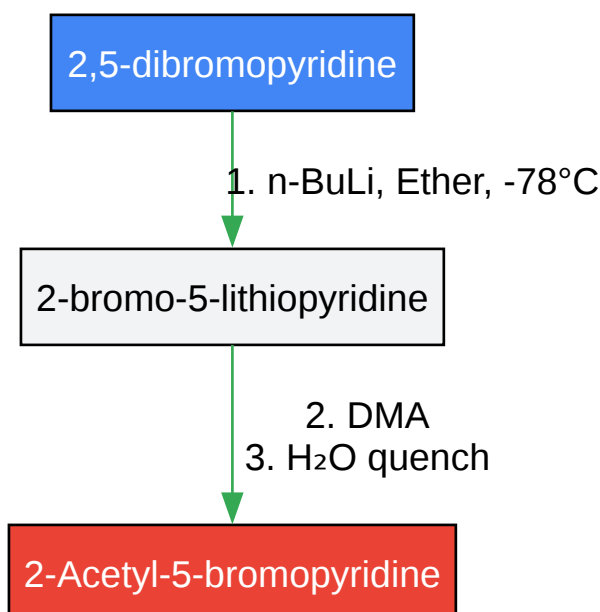 2,5-dibromopyridine
1. n-BuLi, Ether, -78°C
2-bromo-5-lithiopyridine
2. DMA
3. H₂O quench
2-Acetyl-5-bromopyridine